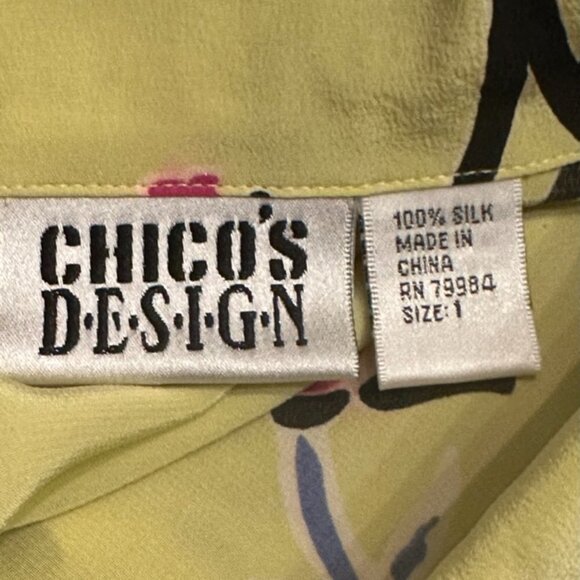 CHICO'S
D·E·S·I·G·N
100% SILK
MADE IN
CHINA
RN 79984
SIZE: 1